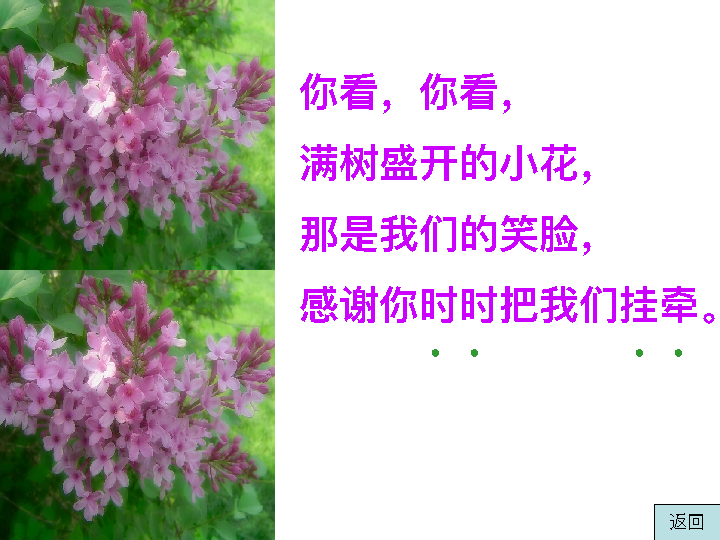 你看，你看，
满树盛开的小花，
那是我们的笑脸，
感谢你时时把我们挂牵。
返回